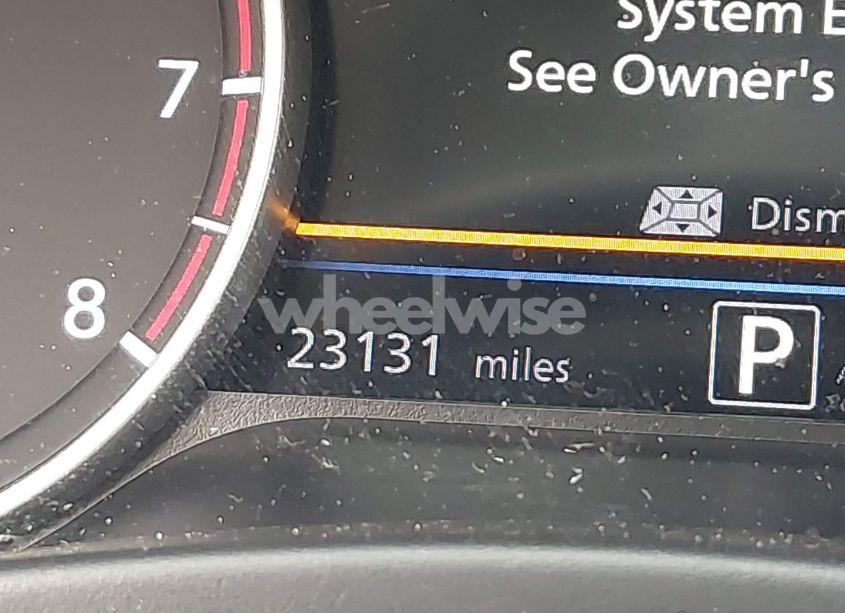 System E
See Owner's
7
Dism
8
wheelwise
23131 miles
P